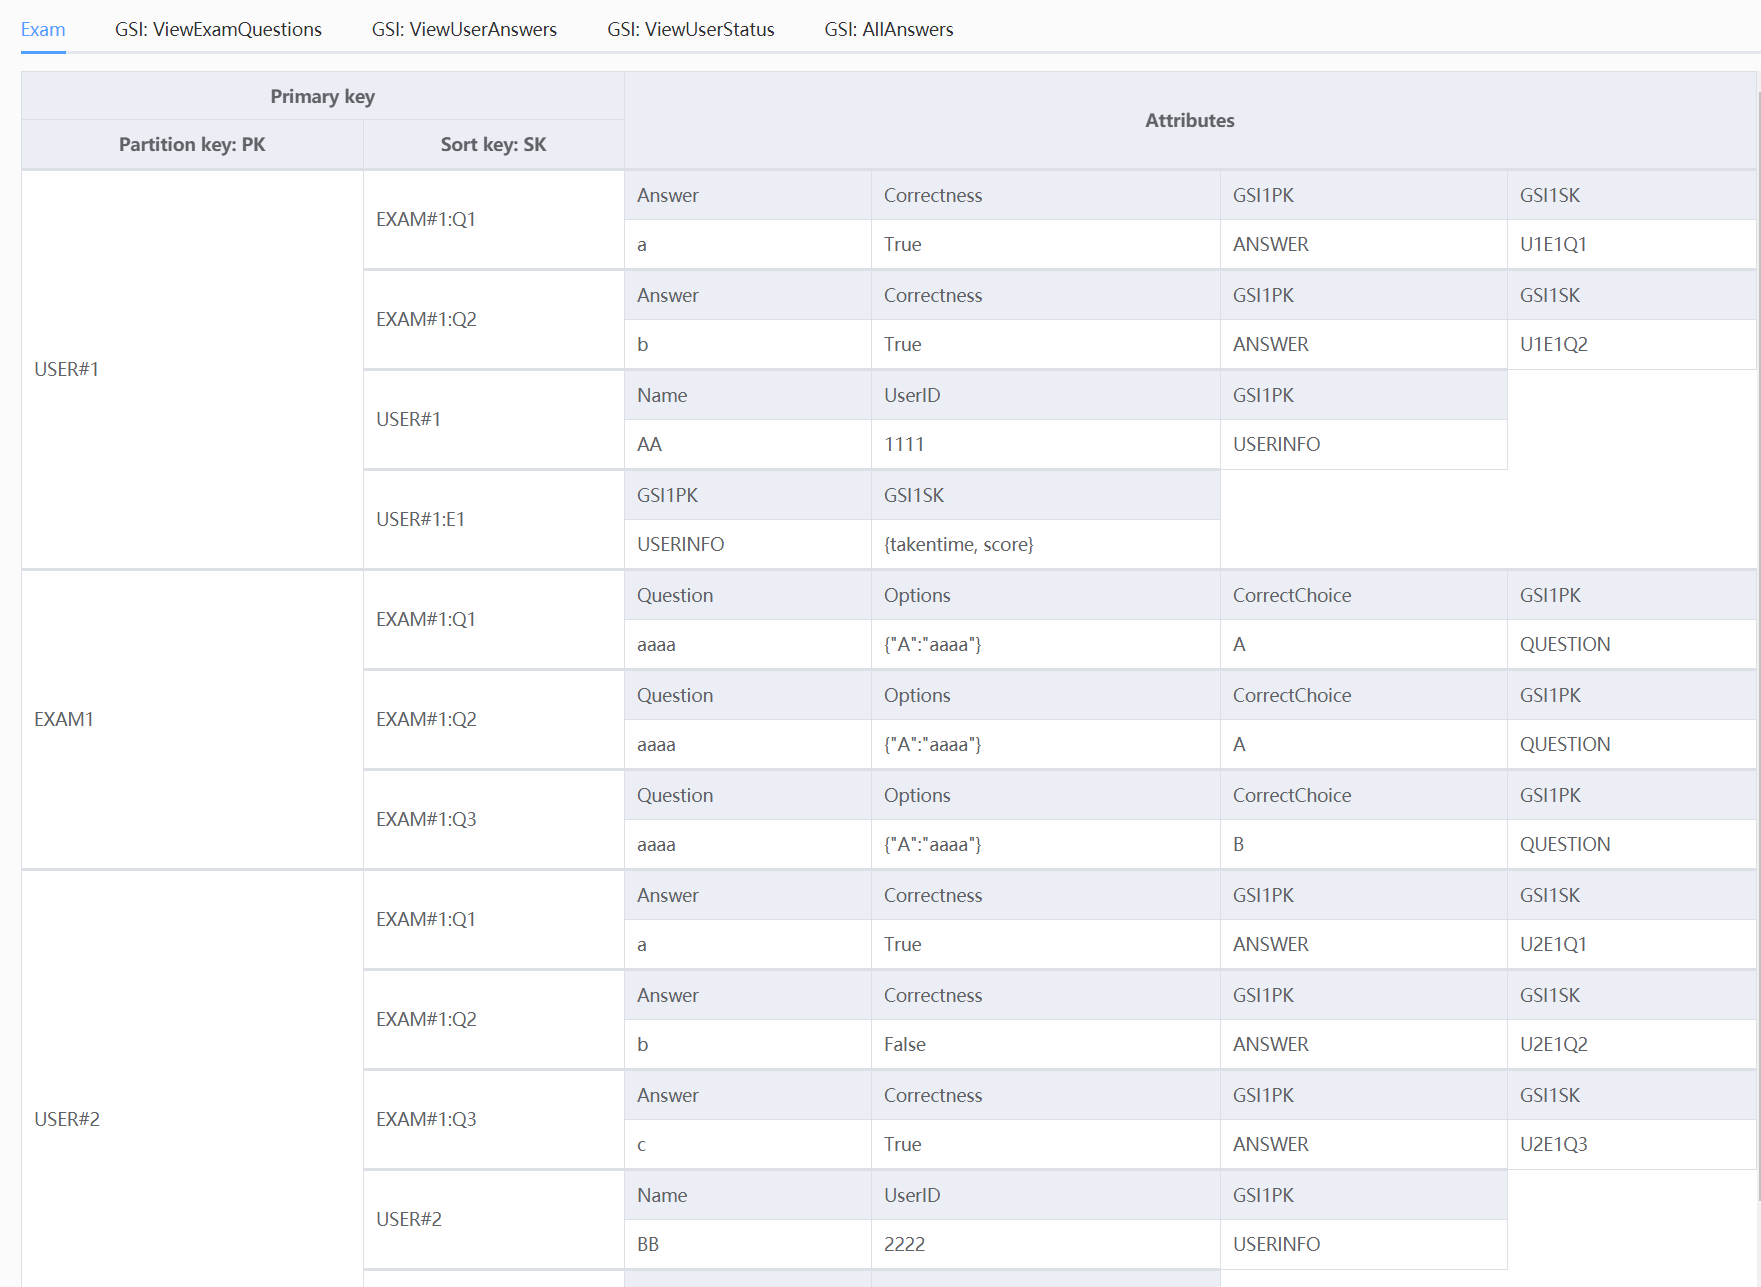 Exam GSI: ViewExamQuestions GSI: ViewUserAnswers GSI: ViewUserStatus GSI: AllAnswers
Primary key
Attributes
Partition key: PK Sort key: SK
USER#1
EXAM#1:Q1
Answer Correctness GSI1PK GSI1SK
a True ANSWER U1E1Q1
EXAM#1:Q2
Answer Correctness GSI1PK GSI1SK
b True ANSWER U1E1Q2
USER#1
Name UserID GSI1PK
AA 1111 USERINFO
USER#1:E1
GSI1PK GSI1SK
USERINFO {takentime, score}
EXAM1
EXAM#1:Q1
Question Options CorrectChoice GSI1PK
aaaa {"A":"aaaa"} A QUESTION
EXAM#1:Q2
Question Options CorrectChoice GSI1PK
aaaa {"A":"aaaa"} A QUESTION
EXAM#1:Q3
Question Options CorrectChoice GSI1PK
aaaa {"A":"aaaa"} B QUESTION
USER#2
EXAM#1:Q1
Answer Correctness GSI1PK GSI1SK
a True ANSWER U2E1Q1
EXAM#1:Q2
Answer Correctness GSI1PK GSI1SK
b False ANSWER U2E1Q2
EXAM#1:Q3
Answer Correctness GSI1PK GSI1SK
c True ANSWER U2E1Q3
USER#2
Name UserID GSI1PK
BB 2222 USERINFO